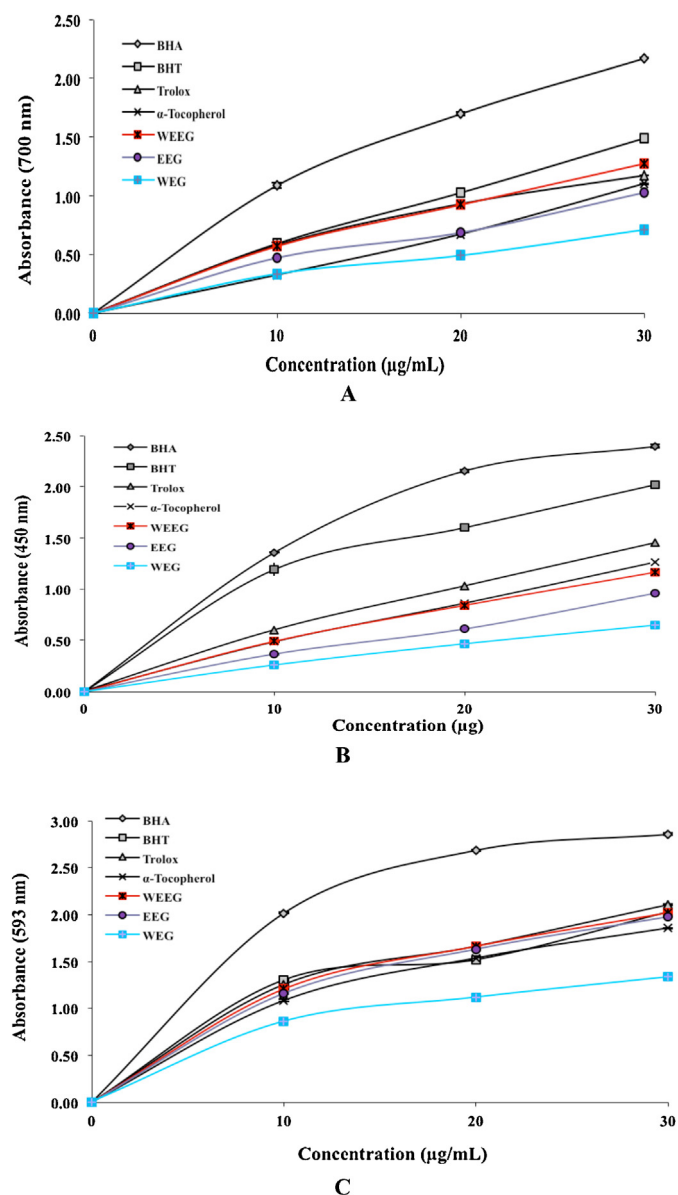 2.50
2.00
1.50
1.00
0.50
0.00
Absorbance (700 nm)
BHA
BHT
Trolox
α-Tocopherol
WEEG
EEG
WEG
0 10 20 30
Concentration (µg/mL)
A
2.50
2.00
1.50
1.00
0.50
0.00
Absorbance (450 nm)
BHA
BHT
Trolox
α-Tocopherol
WEEG
EEG
WEG
0 10 20 30
Concentration (µg)
B
3.00
2.50
2.00
1.50
1.00
0.50
0.00
Absorbance (593 nm)
BHA
BHT
Trolox
α-Tocopherol
WEEG
EEG
WEG
0 10 20 30
Concentration (µg/mL)
C